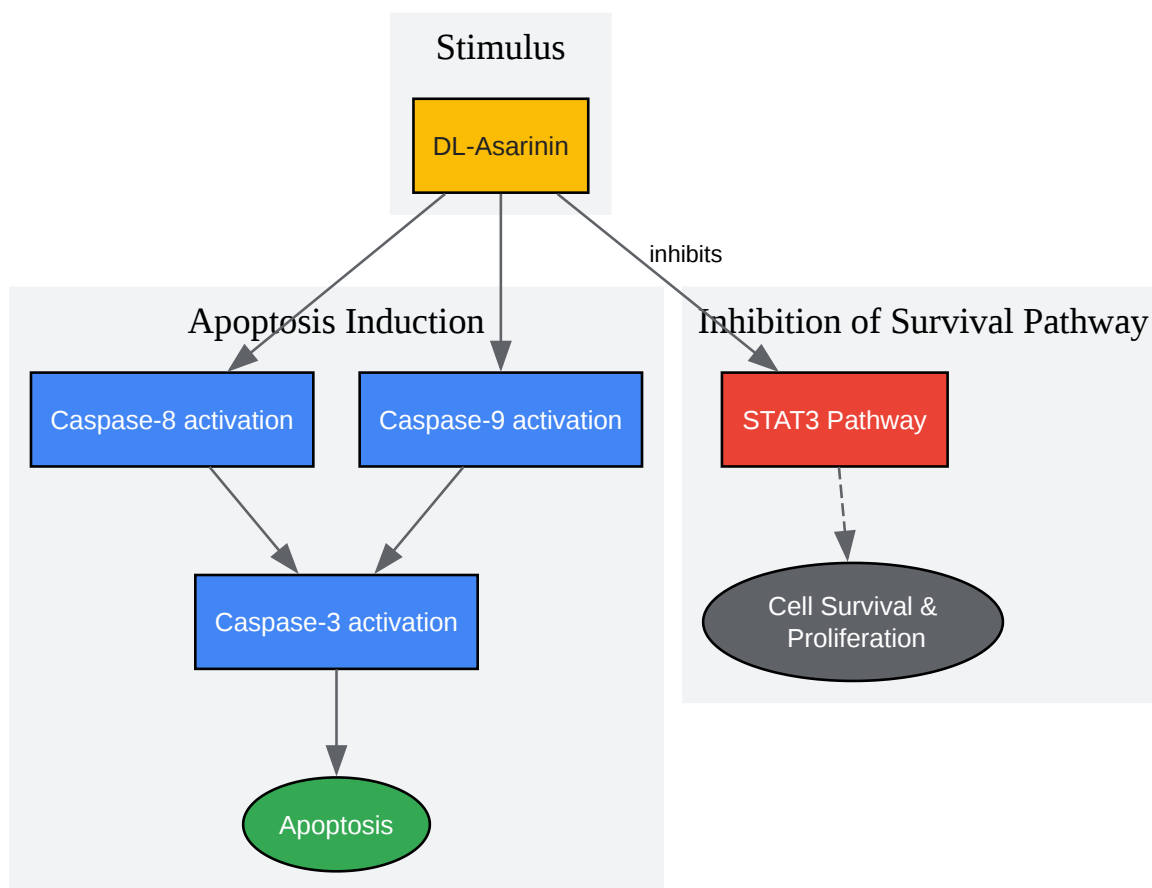 Stimulus
DL-Asarinin
inhibits
Apoptosis Induction
Inhibition of Survival Pathway
Caspase-8 activation
Caspase-9 activation
STAT3 Pathway
Caspase-3 activation
Cell Survival &
Proliferation
Apoptosis